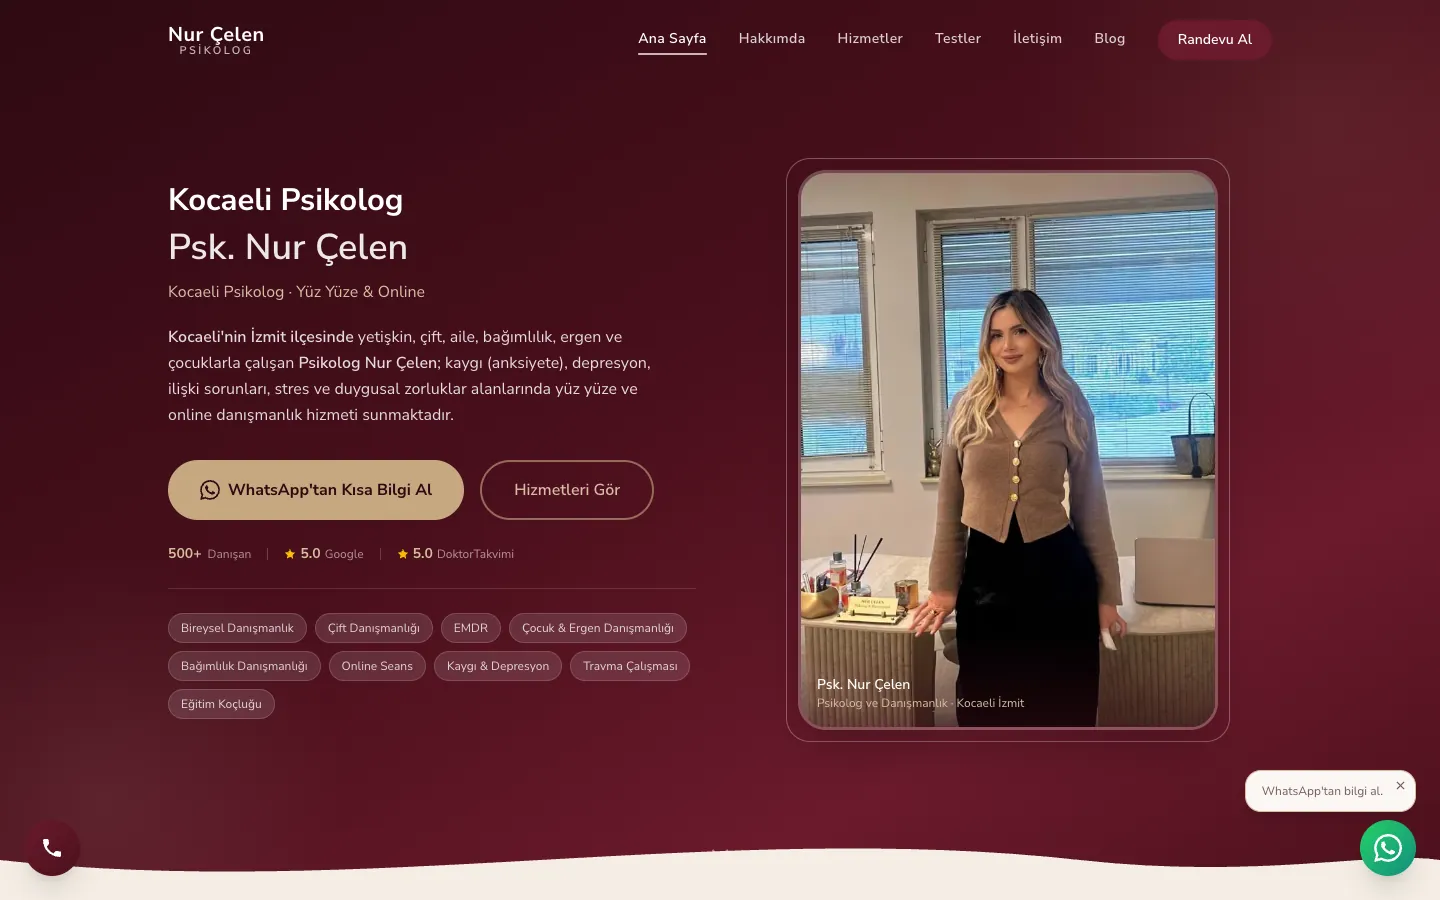 Nur Çelen
PSİKOLOG
Ana Sayfa
Hakkımda
Hizmetler
Testler
İletişim
Blog
Randevu Al
Kocaeli Psikolog
Psk. Nur Çelen
Kocaeli Psikolog · Yüz Yüze & Online
Kocaeli'nin İzmit ilçesinde yetişkin, çift, aile, bağımlılık, ergen ve
çocuklarla çalışan Psikolog Nur Çelen; kaygı (anksiyete), depresyon,
ilişki sorunları, stres ve duygusal zorluklar alanlarında yüz yüze ve
online danışmanlık hizmeti sunmaktadır.
WhatsApp'tan Kısa Bilgi Al
Hizmetleri Gör
500+ Danışan
5.0 Google
5.0 DoktorTakvimi
Bireysel Danışmanlık
Çift Danışmanlığı
EMDR
Çocuk & Ergen Danışmanlığı
Bağımlılık Danışmanlığı
Online Seans
Kaygı & Depresyon
Travma Çalışması
Eğitim Koçluğu
NUR ÇELEN
Psk. Nur Çelen
Psikolog ve Danışmanlık · Kocaeli İzmit
WhatsApp'tan bilgi al.